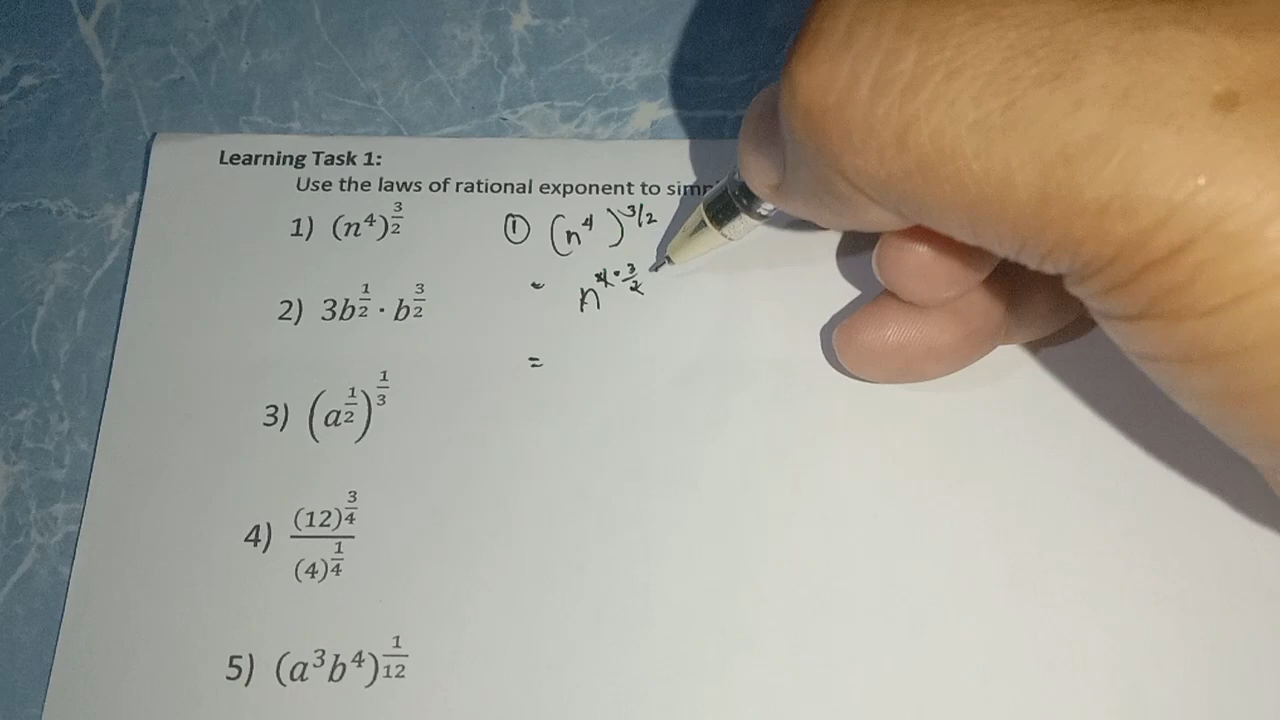 Learning Task 1:
Use the laws of rational exponent to
1) (n⁴)^(3/2)
① (n⁴)^(3/2)
= n^(4·3/2)
2) 3b^(1/2) · b^(3/2)
=
3) (a^(1/2))^(1/3)
4) (12)^(3/4) / (4)^(1/4)
5) (a³b⁴)^(1/12)